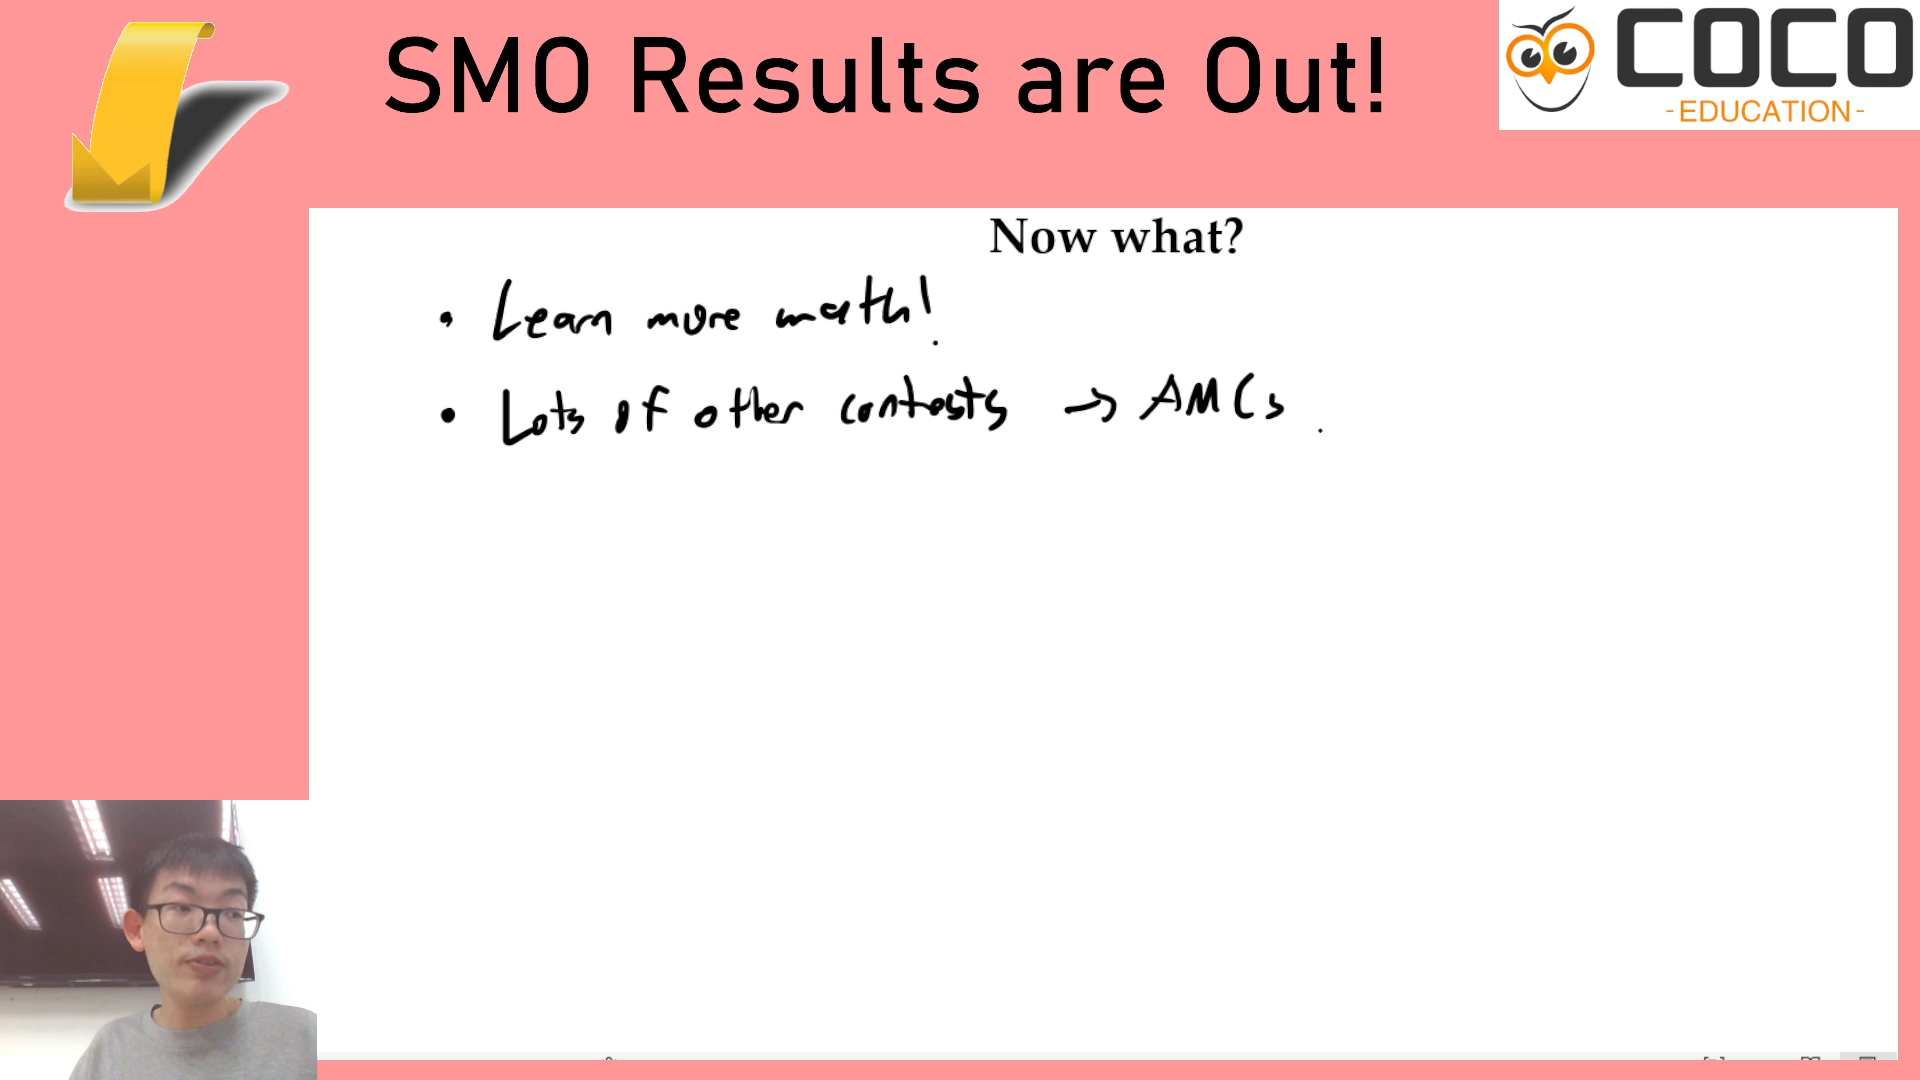 SMO Results are Out!
COCO
-EDUCATION-
Now what?
• Learn more math!
• Lots of other contests → AMCs